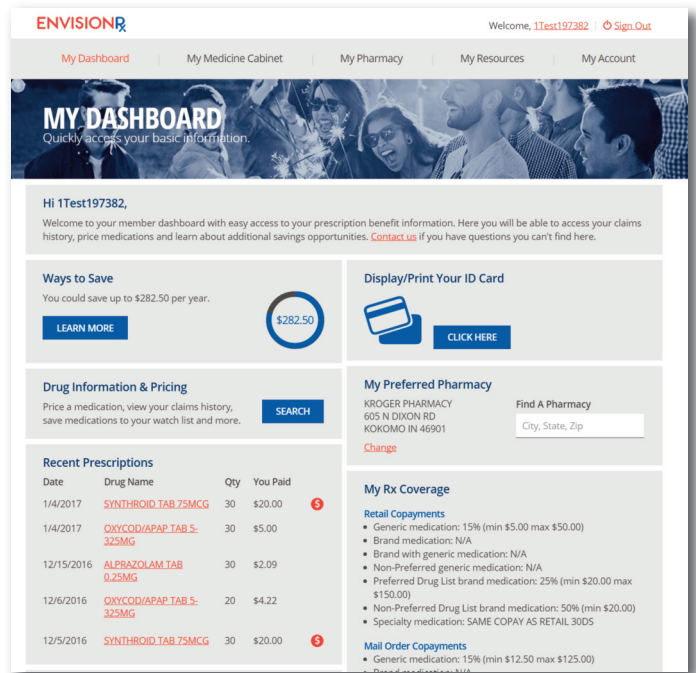 ENVISIONRx
Welcome, 1Test197382 | Sign Out
My Dashboard | My Medicine Cabinet | My Pharmacy | My Resources | My Account
MY DASHBOARD
Quickly access your basic information.
Hi 1Test197382,
Welcome to your member dashboard with easy access to your prescription benefit information. Here you will be able to access your claims
history, price medications and learn about additional savings opportunities. Contact us if you have questions you can't find here.
Ways to Save
You could save up to $282.50 per year.
$282.50
LEARN MORE
Display/Print Your ID Card
CLICK HERE
Drug Information & Pricing
Price a medication, view your claims history,
save medications to your watch list and more.
SEARCH
My Preferred Pharmacy
KROGER PHARMACY
605 N DIXON RD
KOKOMO IN 46901
Change
Find A Pharmacy
City, State, Zip
Recent Prescriptions
Date Drug Name Qty You Paid
1/4/2017 SYNTHROID TAB 75MCG 30 $20.00 $
1/4/2017 OXYCOD/APAP TAB 5- 30 $5.00
325MG
12/15/2016 ALPRAZOLAM TAB 30 $2.09
0.25MG
12/6/2016 OXYCOD/APAP TAB 5- 20 $4.22
325MG
12/5/2016 SYNTHROID TAB 75MCG 30 $20.00 $
My Rx Coverage
Retail Copayments
• Generic medication: 15% (min $5.00 max $50.00)
• Brand medication: N/A
• Brand with generic medication: N/A
• Non-Preferred generic medication: N/A
• Preferred Drug List brand medication: 25% (min $20.00 max
$150.00)
• Non-Preferred Drug List brand medication: 50% (min $20.00)
• Specialty medication: SAME COPAY AS RETAIL 30DS
Mail Order Copayments
• Generic medication: 15% (min $12.50 max $125.00)